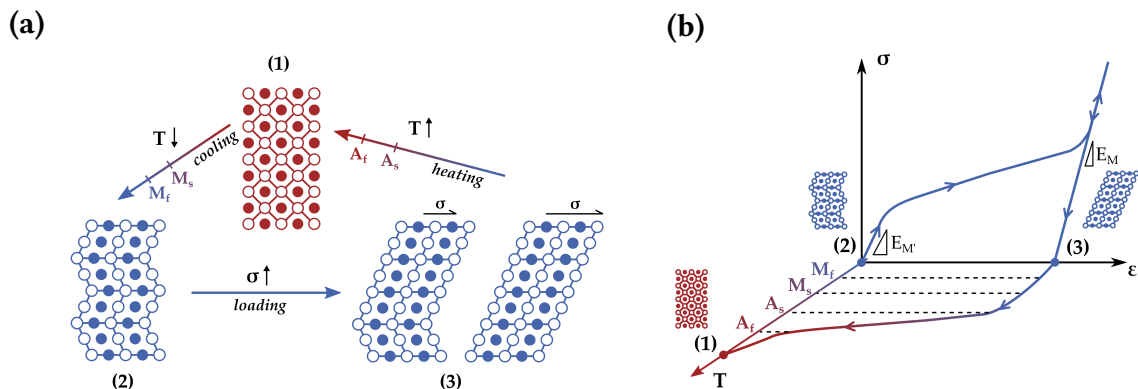 (a)
(1)
T↓
cooling
M_s
M_f
T↑
A_f
A_s
heating
σ
σ
σ↑
loading
(2)
(3)
(b)
σ
E_M
(2)
E_M'
(3)
ε
M_f
M_s
A_s
A_f
(1)
T